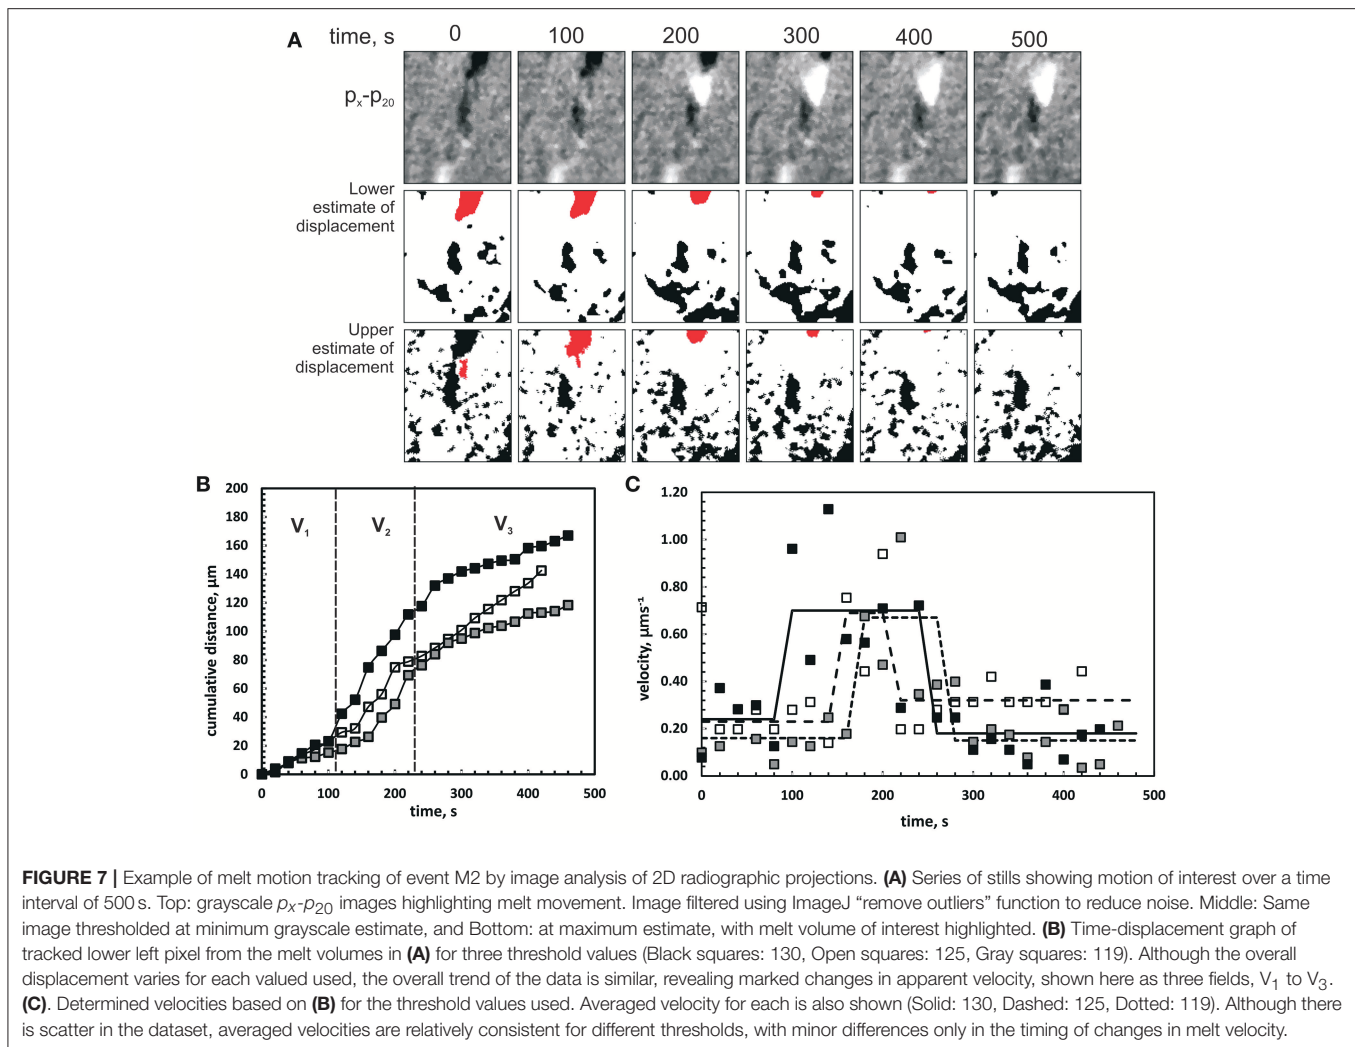 A time, s 0 100 200 300 400 500
pₓ-p₂₀
Lower
estimate of
displacement
Upper
estimate of
displacement
B
200
180
160
140
120
100
80
60
40
20
0
cumulative distance, µm
V₁ V₂ V₃
0 100 200 300 400 500
time, s
C
1.20
1.00
0.80
0.60
0.40
0.20
0.00
velocity, µms⁻¹
0 100 200 300 400 500
time, s
FIGURE 7 | Example of melt motion tracking of event M2 by image analysis of 2D radiographic projections. (A) Series of stills showing motion of interest over a time
interval of 500 s. Top: grayscale pₓ-p₂₀ images highlighting melt movement. Image filtered using ImageJ “remove outliers” function to reduce noise. Middle: Same
image thresholded at minimum grayscale estimate, and Bottom: at maximum estimate, with melt volume of interest highlighted. (B) Time-displacement graph of
tracked lower left pixel from the melt volumes in (A) for three threshold values (Black squares: 130, Open squares: 125, Gray squares: 119). Although the overall
displacement varies for each valued used, the overall trend of the data is similar, revealing marked changes in apparent velocity, shown here as three fields, V₁ to V₃.
(C). Determined velocities based on (B) for the threshold values used. Averaged velocity for each is also shown (Solid: 130, Dashed: 125, Dotted: 119). Although there
is scatter in the dataset, averaged velocities are relatively consistent for different thresholds, with minor differences only in the timing of changes in melt velocity.